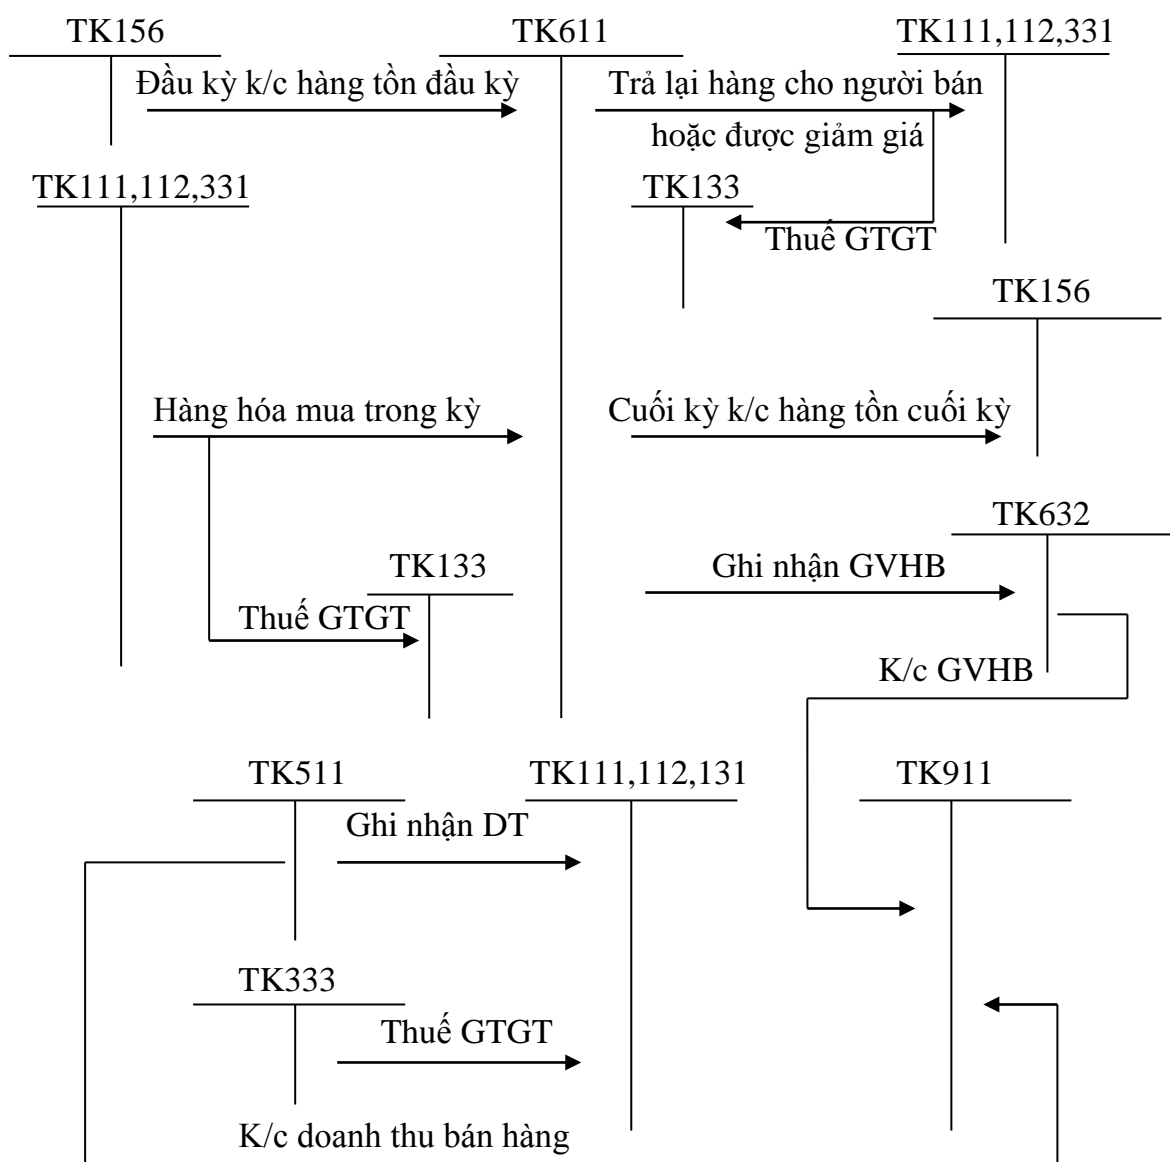 TK156
TK611
TK111,112,331
Đầu kỳ k/c hàng tồn đầu kỳ
Trả lại hàng cho người bán
hoặc được giảm giá
TK111,112,331
TK133
Thuế GTGT
TK156
Hàng hóa mua trong kỳ
Cuối kỳ k/c hàng tồn cuối kỳ
TK632
TK133
Ghi nhận GVHB
Thuế GTGT
K/c GVHB
TK511
TK111,112,131
TK911
Ghi nhận DT
TK333
Thuế GTGT
K/c doanh thu bán hàng